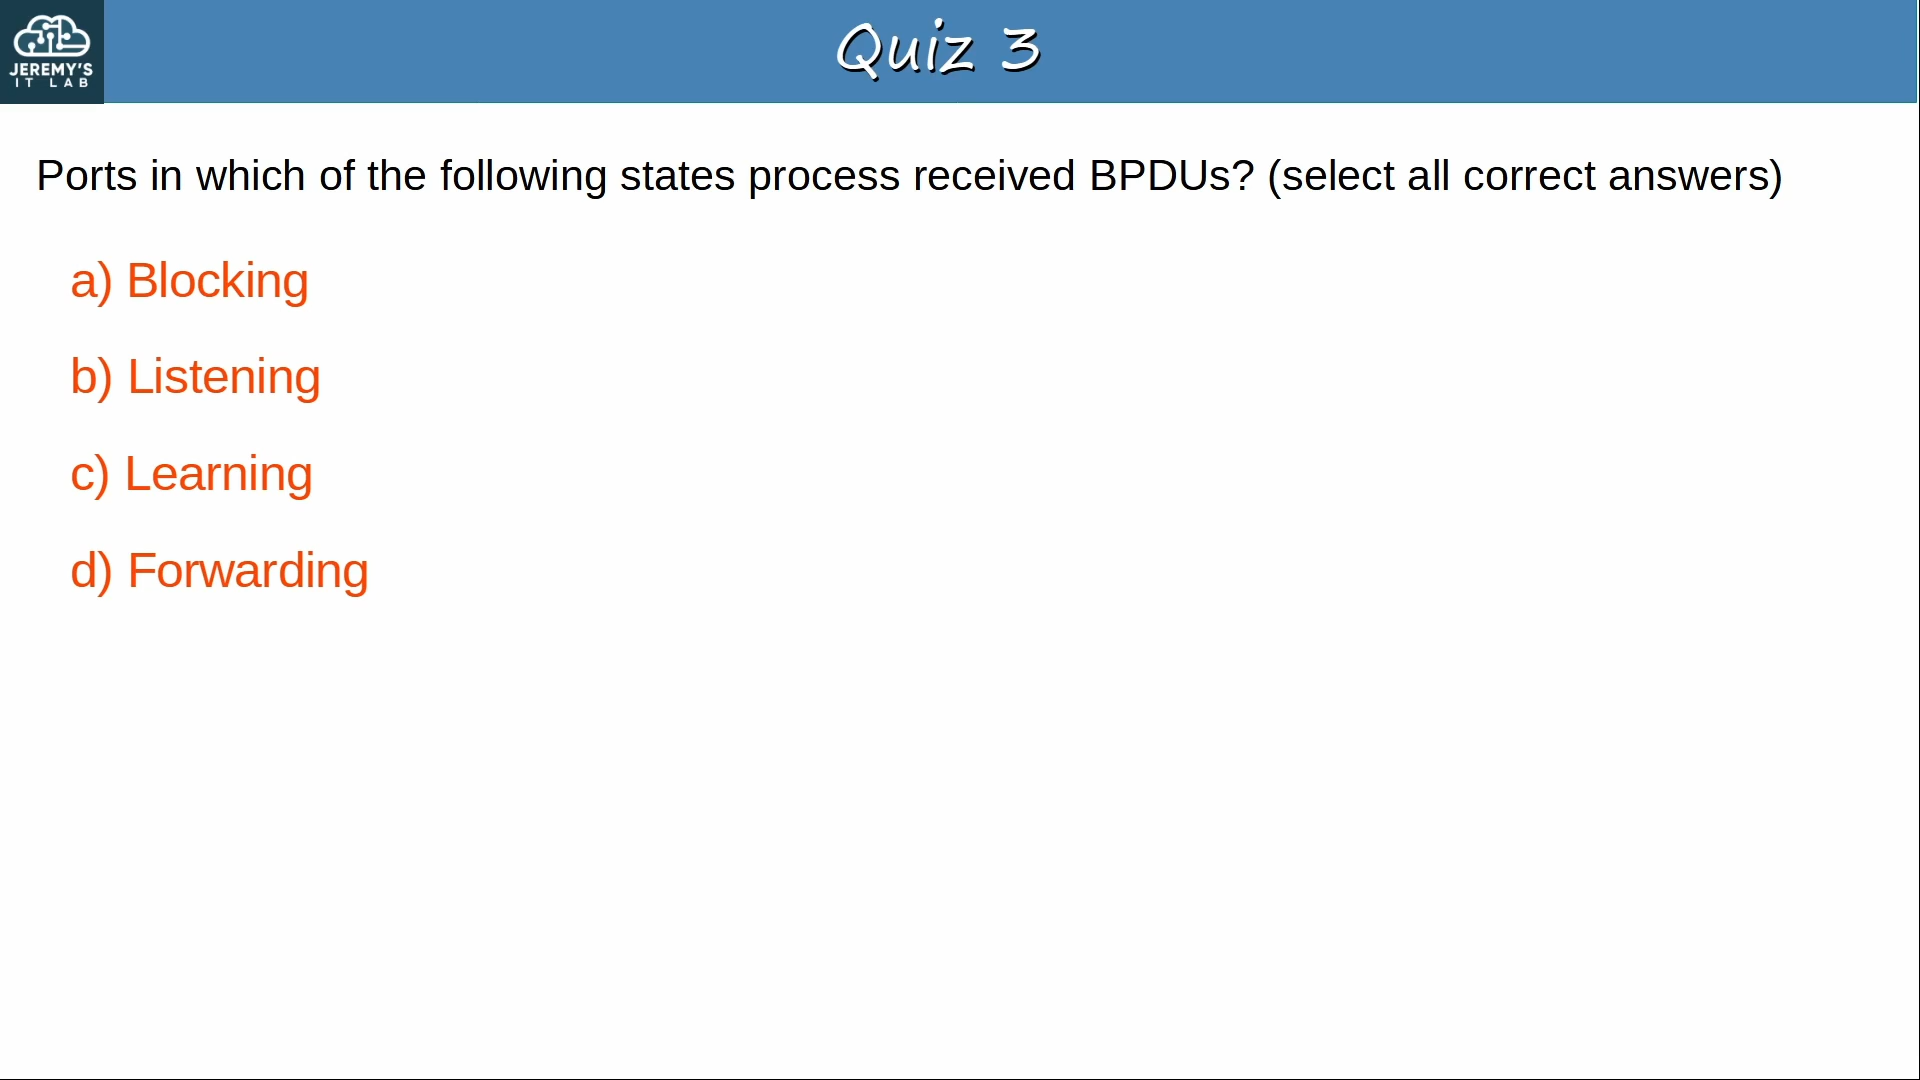 JEREMY'S
IT LAB
Quiz 3
Ports in which of the following states process received BPDUs? (select all correct answers)
a) Blocking
b) Listening
c) Learning
d) Forwarding